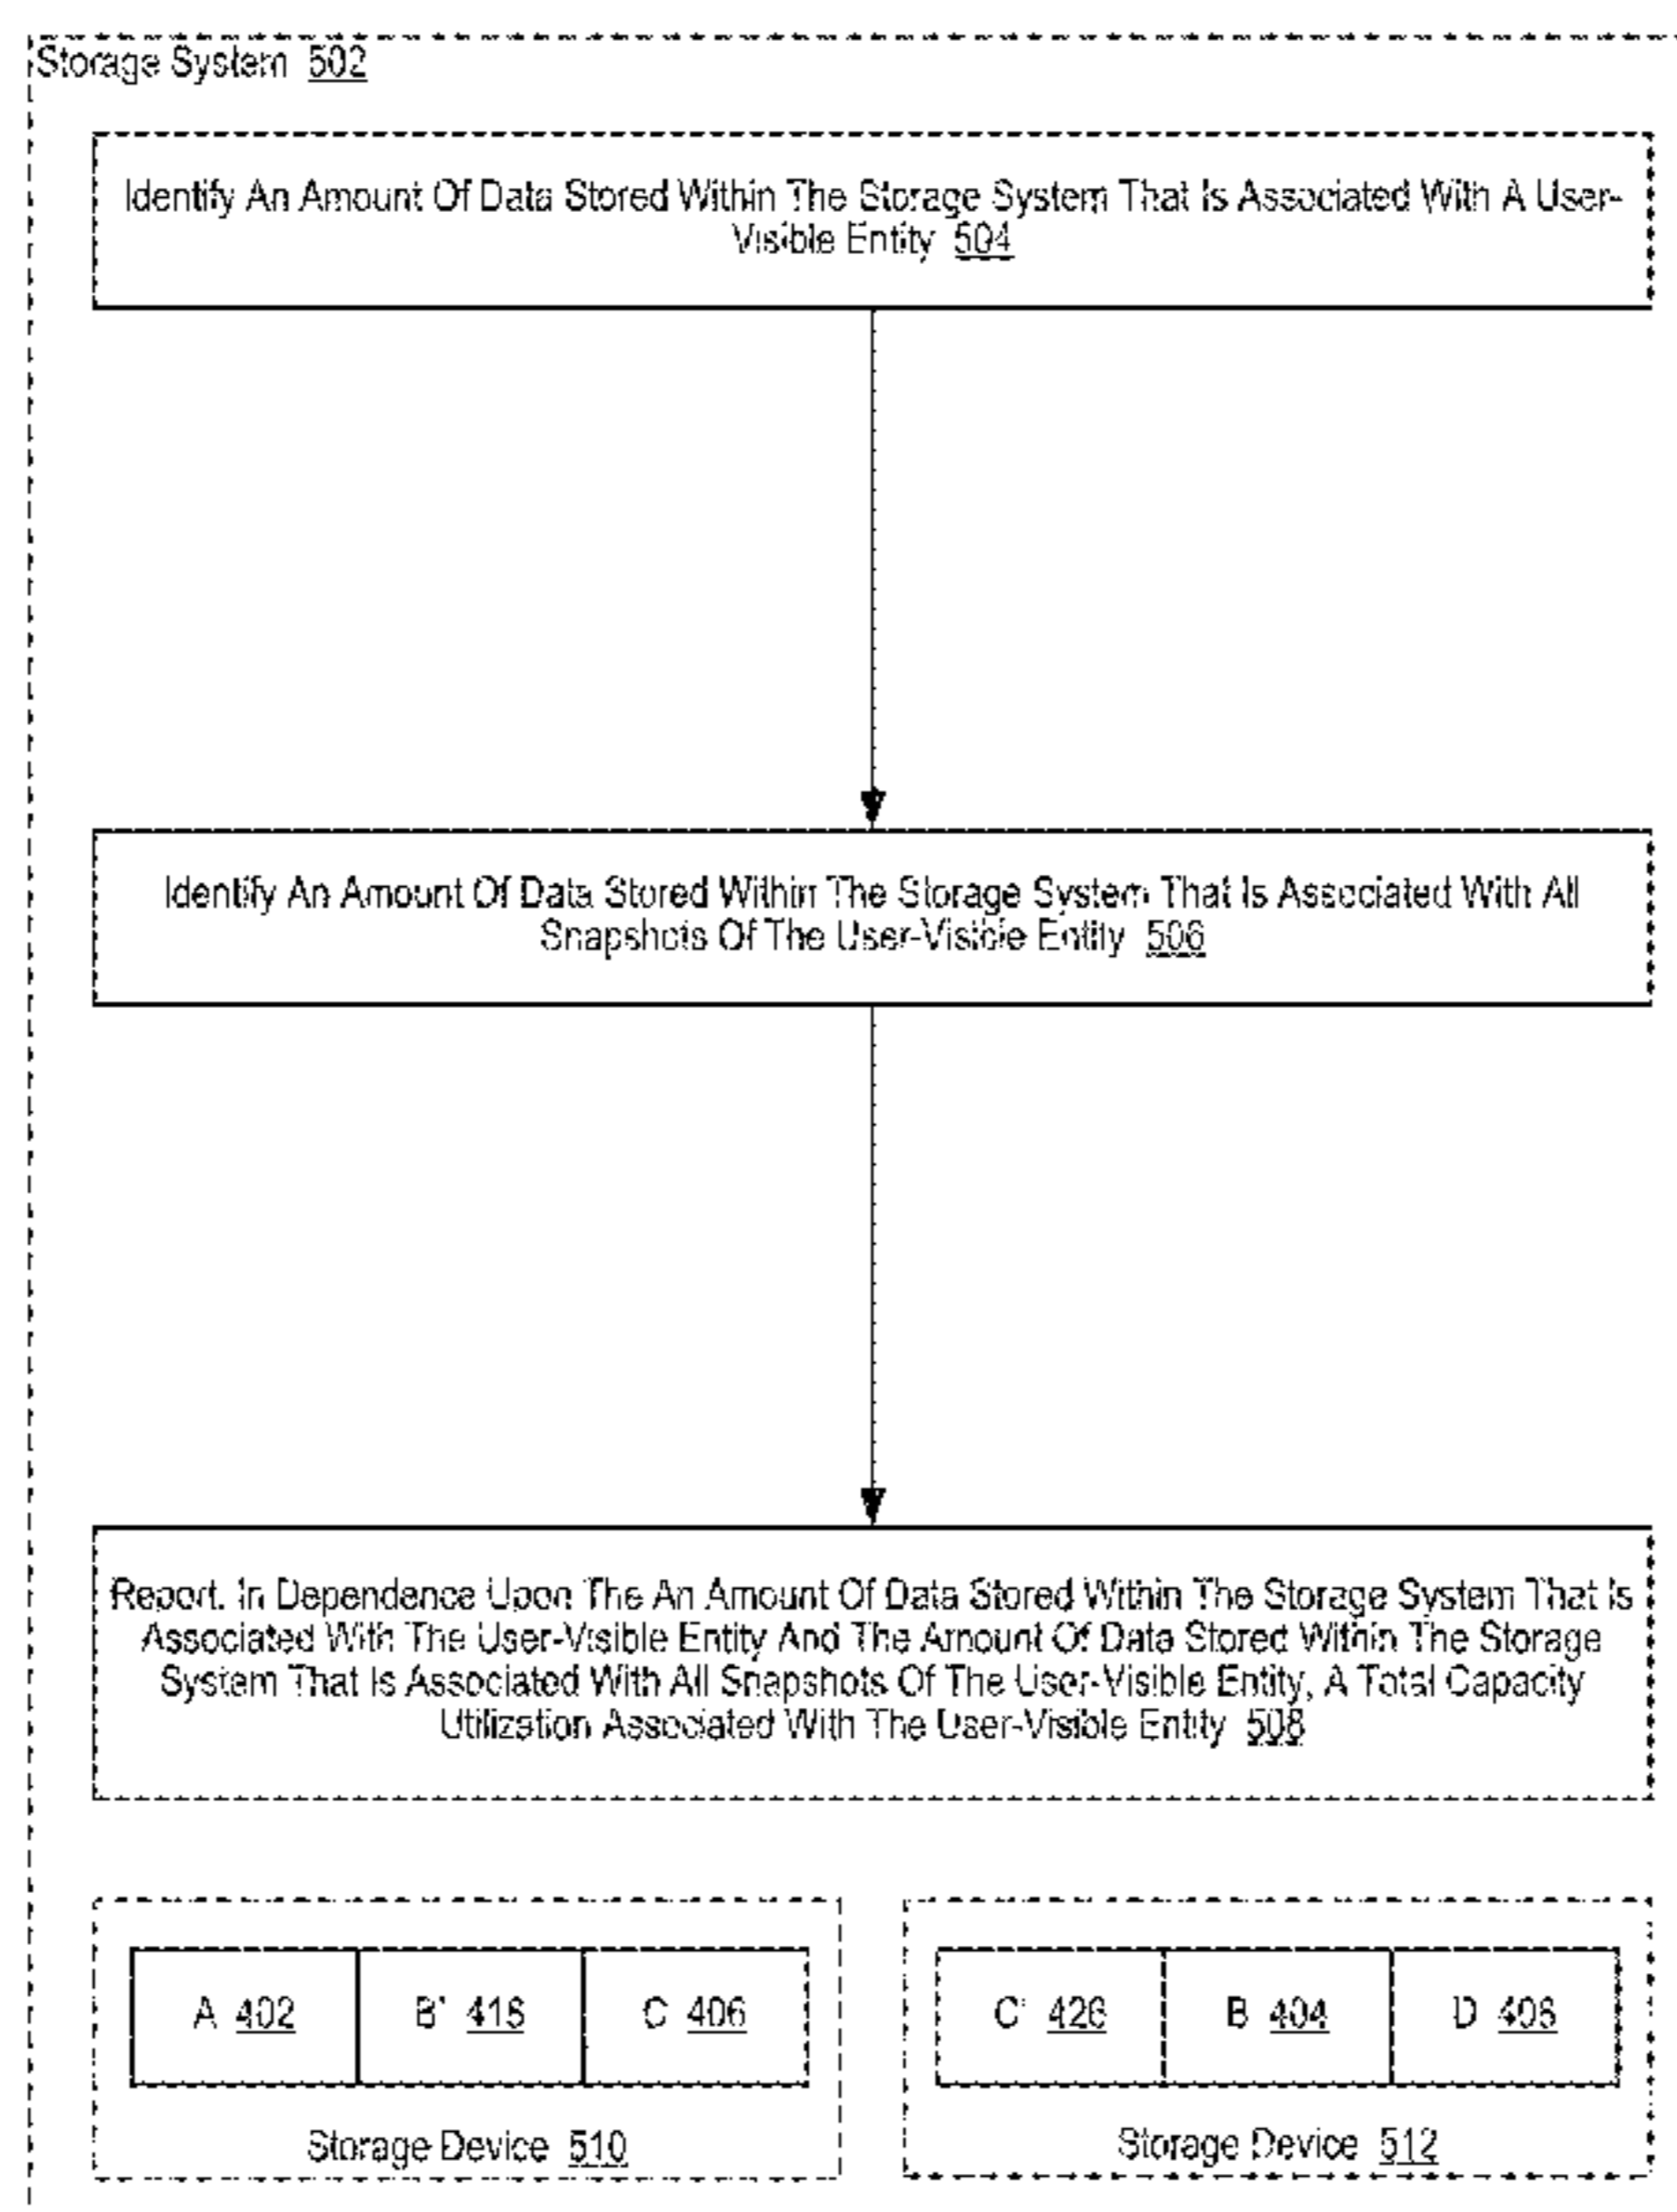 Storage System 502
Identify An Amount Of Data Stored Within The Storage System That Is Associated With A User-
Visible Entity 504
Identify An Amount Of Data Stored Within The Storage System That Is Associated With All
Snapshots Of The User-Visible Entity 506
Report, In Dependence Upon The An Amount Of Data Stored Within The Storage System That Is
Associated With The User-Visible Entity And The Amount Of Data Stored Within The Storage
System That Is Associated With All Snapshots Of The User-Visible Entity, A Total Capacity
Utilization Associated With The User-Visible Entity 508
A 402 B' 416 C 406
C' 426 B 404 D 408
Storage Device 510 Storage Device 512